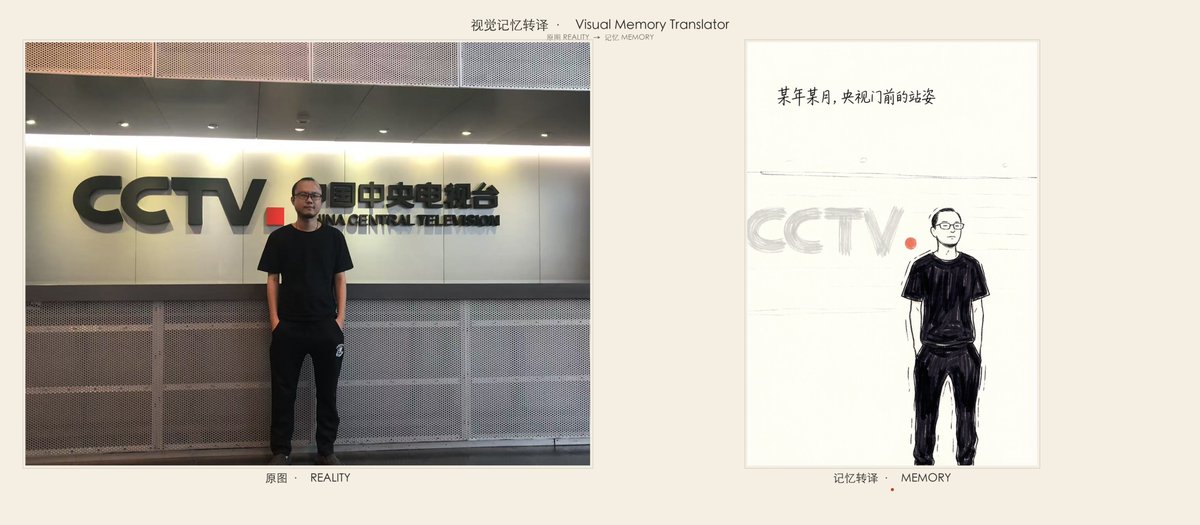 视觉记忆转译 · Visual Memory Translator
原图 REALITY → 记忆 MEMORY
CCTV.
国中央电视台
INA CENTRAL TELEVISION
某年某月，央视门前的站姿
CCTV.
原图 · REALITY
记忆转译 · MEMORY